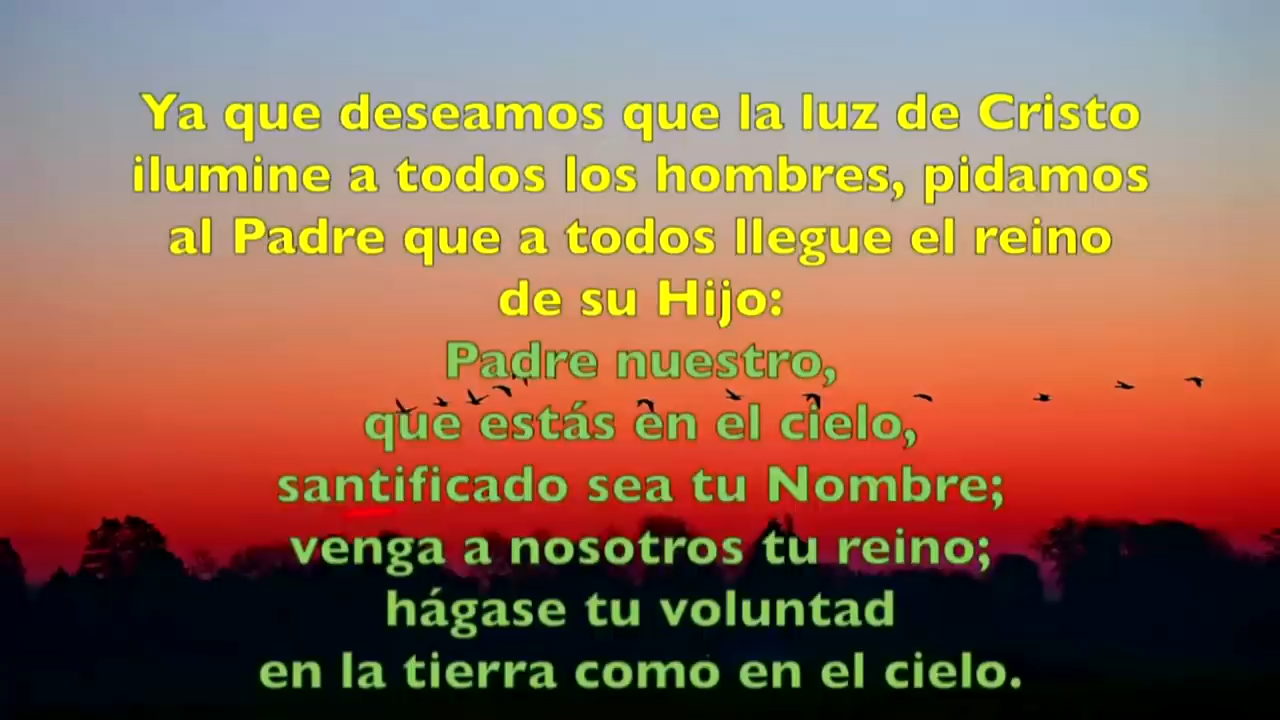 Ya que deseamos que la luz de Cristo
ilumine a todos los hombres, pidamos
al Padre que a todos llegue el reino
de su Hijo:
Padre nuestro,
que estás en el cielo,
santificado sea tu Nombre;
venga a nosotros tu reino;
hágase tu voluntad
en la tierra como en el cielo.